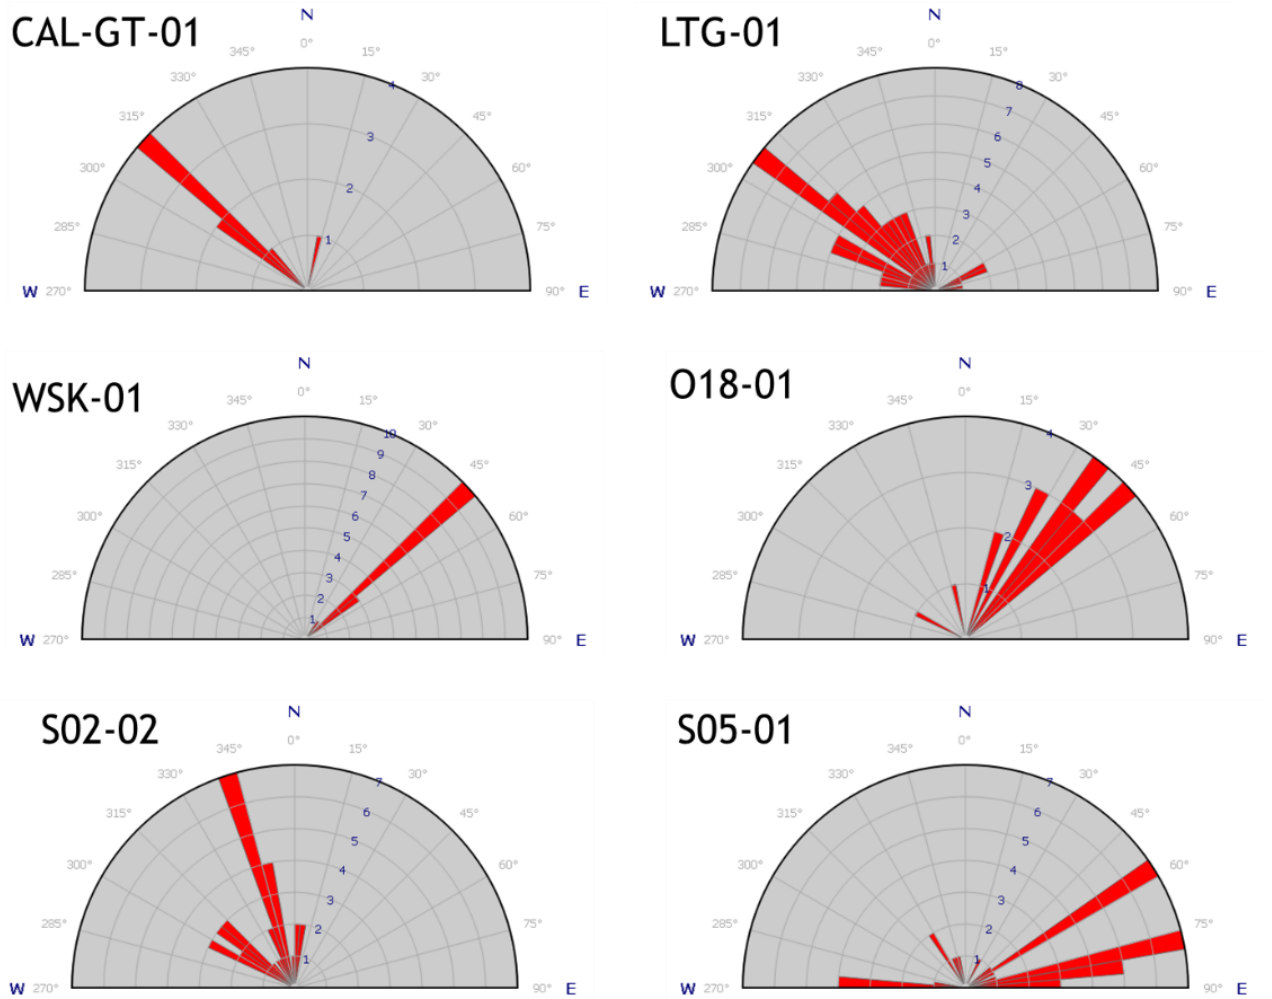 CAL-GT-01
N
345° 0° 15°
330° 4 30°
315° 3 45°
300° 2 60°
285° 1 75°
W 270° 90° E
LTG-01
N
345° 0° 15°
330° 8 30°
315° 7 45°
6
300° 5 60°
4
285° 3 75°
2
1
W 270° 90° E
WSK-01
N
345° 0° 15°
330° 10 30°
315° 9 45°
8
7
300° 6 60°
5
4
285° 3 75°
2
1
W 270° 90° E
O18-01
N
345° 0° 15°
330° 4 30°
315° 45°
3
300° 60°
2
285° 75°
1
W 270° 90° E
S02-02
N
345° 0° 15°
330° 7 30°
315° 6 45°
5
300° 4 60°
3
285° 2 75°
1
W 270° 90° E
S05-01
N
345° 0° 15°
330° 7 30°
315° 6 45°
5
300° 4 60°
3
285° 2 75°
1
W 270° 90° E